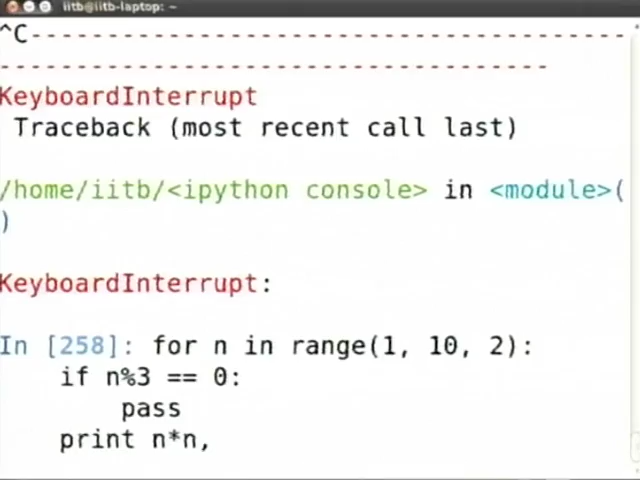 iitb@iitb-laptop: ~
^C---------------------------------------
------------------------------------
KeyboardInterrupt
Traceback (most recent call last)
/home/iitb/<ipython console> in <module>(
)
KeyboardInterrupt:
In [258]: for n in range(1, 10, 2):
if n%3 == 0:
pass
print n*n,